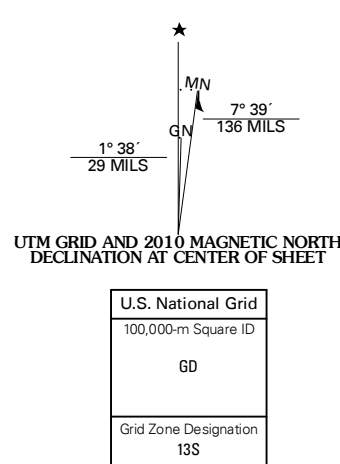 MN
7° 39´
136 MILS
GN
1° 38´
29 MILS
UTM GRID AND 2010 MAGNETIC NORTH
DECLINATION AT CENTER OF SHEET
U.S. National Grid
100,000-m Square ID
GD
Grid Zone Designation
13S